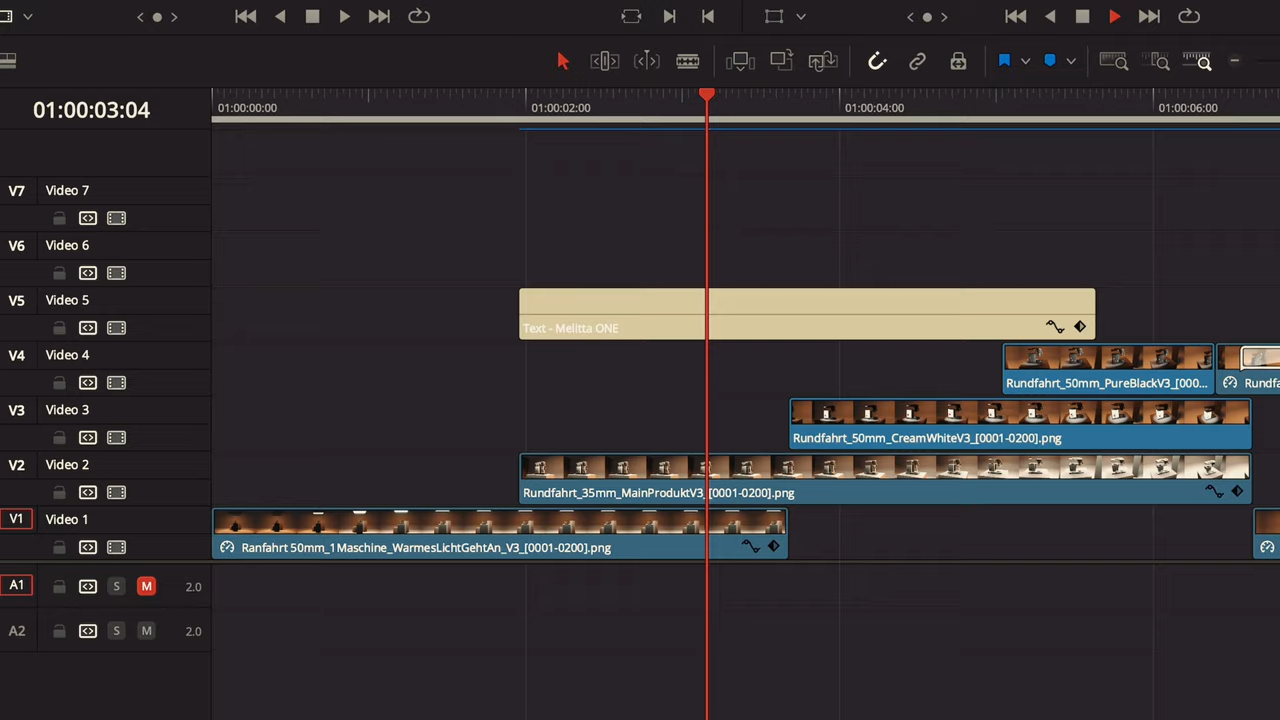 01:00:03:04
01:00:00:00
01:00:02:00
01:00:04:00
01:00:06:00
V7 Video 7
V6 Video 6
V5 Video 5
Text - Melitta ONE
V4 Video 4
Rundfahrt_50mm_PureBlackV3_[000...
Rundfa
V3 Video 3
Rundfahrt_50mm_CreamWhiteV3_[0001-0200].png
V2 Video 2
Rundfahrt_35mm_MainProduktV3_[0001-0200].png
V1 Video 1
Ranfahrt 50mm_1Maschine_WarmesLichtGehtAn_V3_[0001-0200].png
A1 S M 2.0
A2 S M 2.0